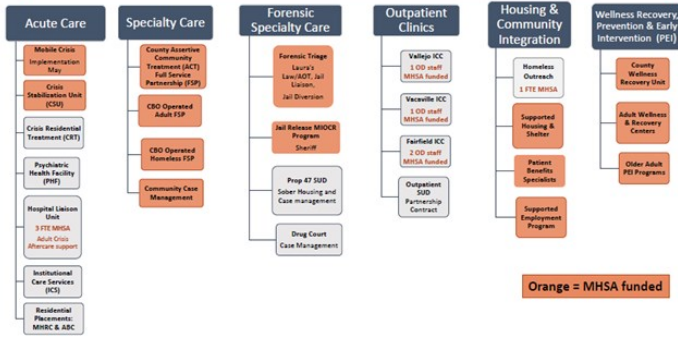 Acute Care
Mobile Crisis
Implementation
May
Crisis
Stabilization Unit
(CSU)
Crisis Residential
Treatment (CRT)
Psychiatric
Health Facility
(PHF)
Hospital Liaison
Unit
3 FTE MHSA
Adult Crisis
Aftercare support
Institutional
Care Services
(ICS)
Residential
Placements:
MHRC & ABC
Specialty Care
County Assertive
Community
Treatment (ACT)
Full Service
Partnership (FSP)
CBO Operated
Adult FSP
CBO Operated
Homeless FSP
Community Case
Management
Forensic
Specialty Care
Forensic Triage
Laura's
Law/AOT, Jail
Liaison,
Jail Diversion
Jail Release MIOCR
Program
Sheriff
Prop 47 SUD
Sober Housing and
Case management
Drug Court
Case Management
Outpatient
Clinics
Vallejo ICC
1 OD staff
MHSA funded
Vacaville ICC
1 OD staff
MHSA funded
Fairfield ICC
2 OD staff
MHSA funded
Outpatient
SUD
Partnership
Contract
Housing &
Community
Integration
Homeless
Outreach
1 FTE MHSA
Supported
Housing &
Shelter
Patient
Benefits
Specialists
Supported
Employment
Program
Wellness Recovery,
Prevention & Early
Intervention (PEI)
County
Wellness
Recovery Unit
Adult Wellness
& Recovery
Centers
Older Adult
PEI Programs
Orange = MHSA funded